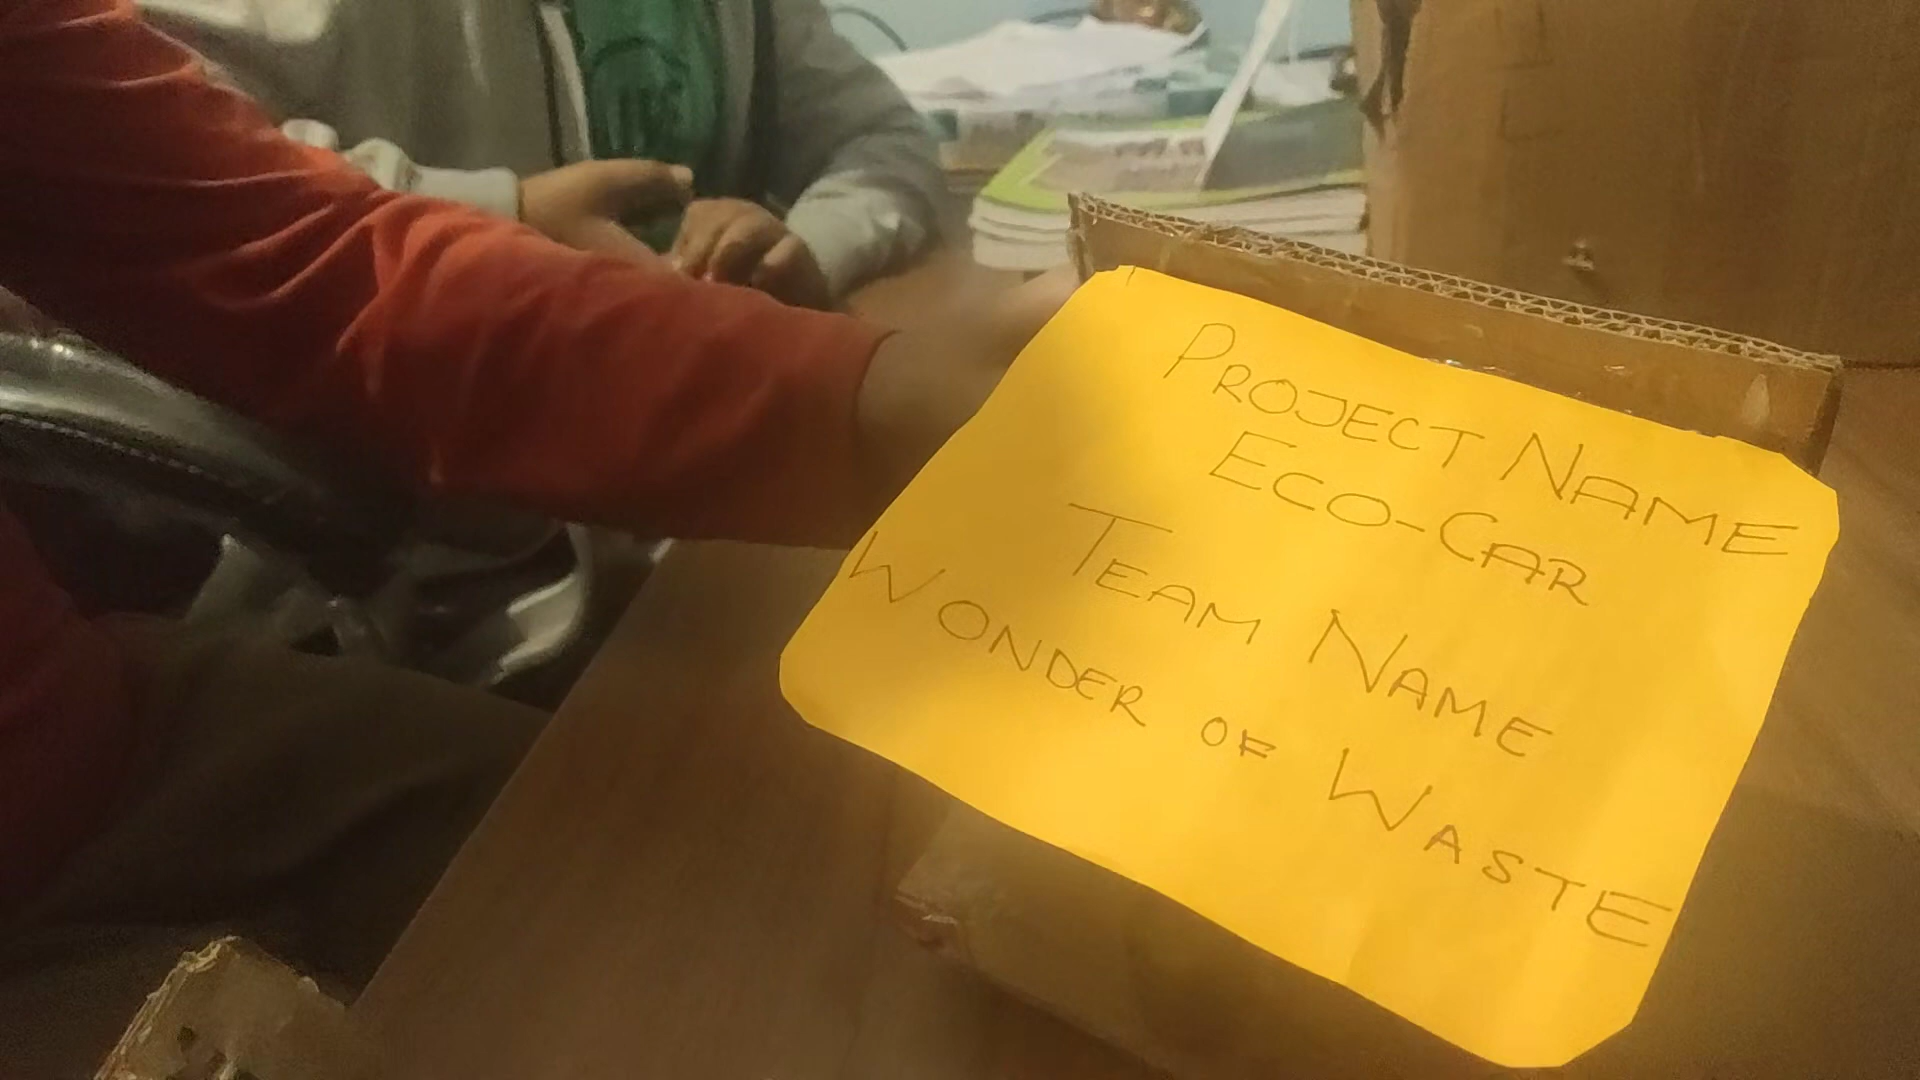 PROJECT NAME
ECO-CAR
TEAM NAME
WONDER OF WASTE